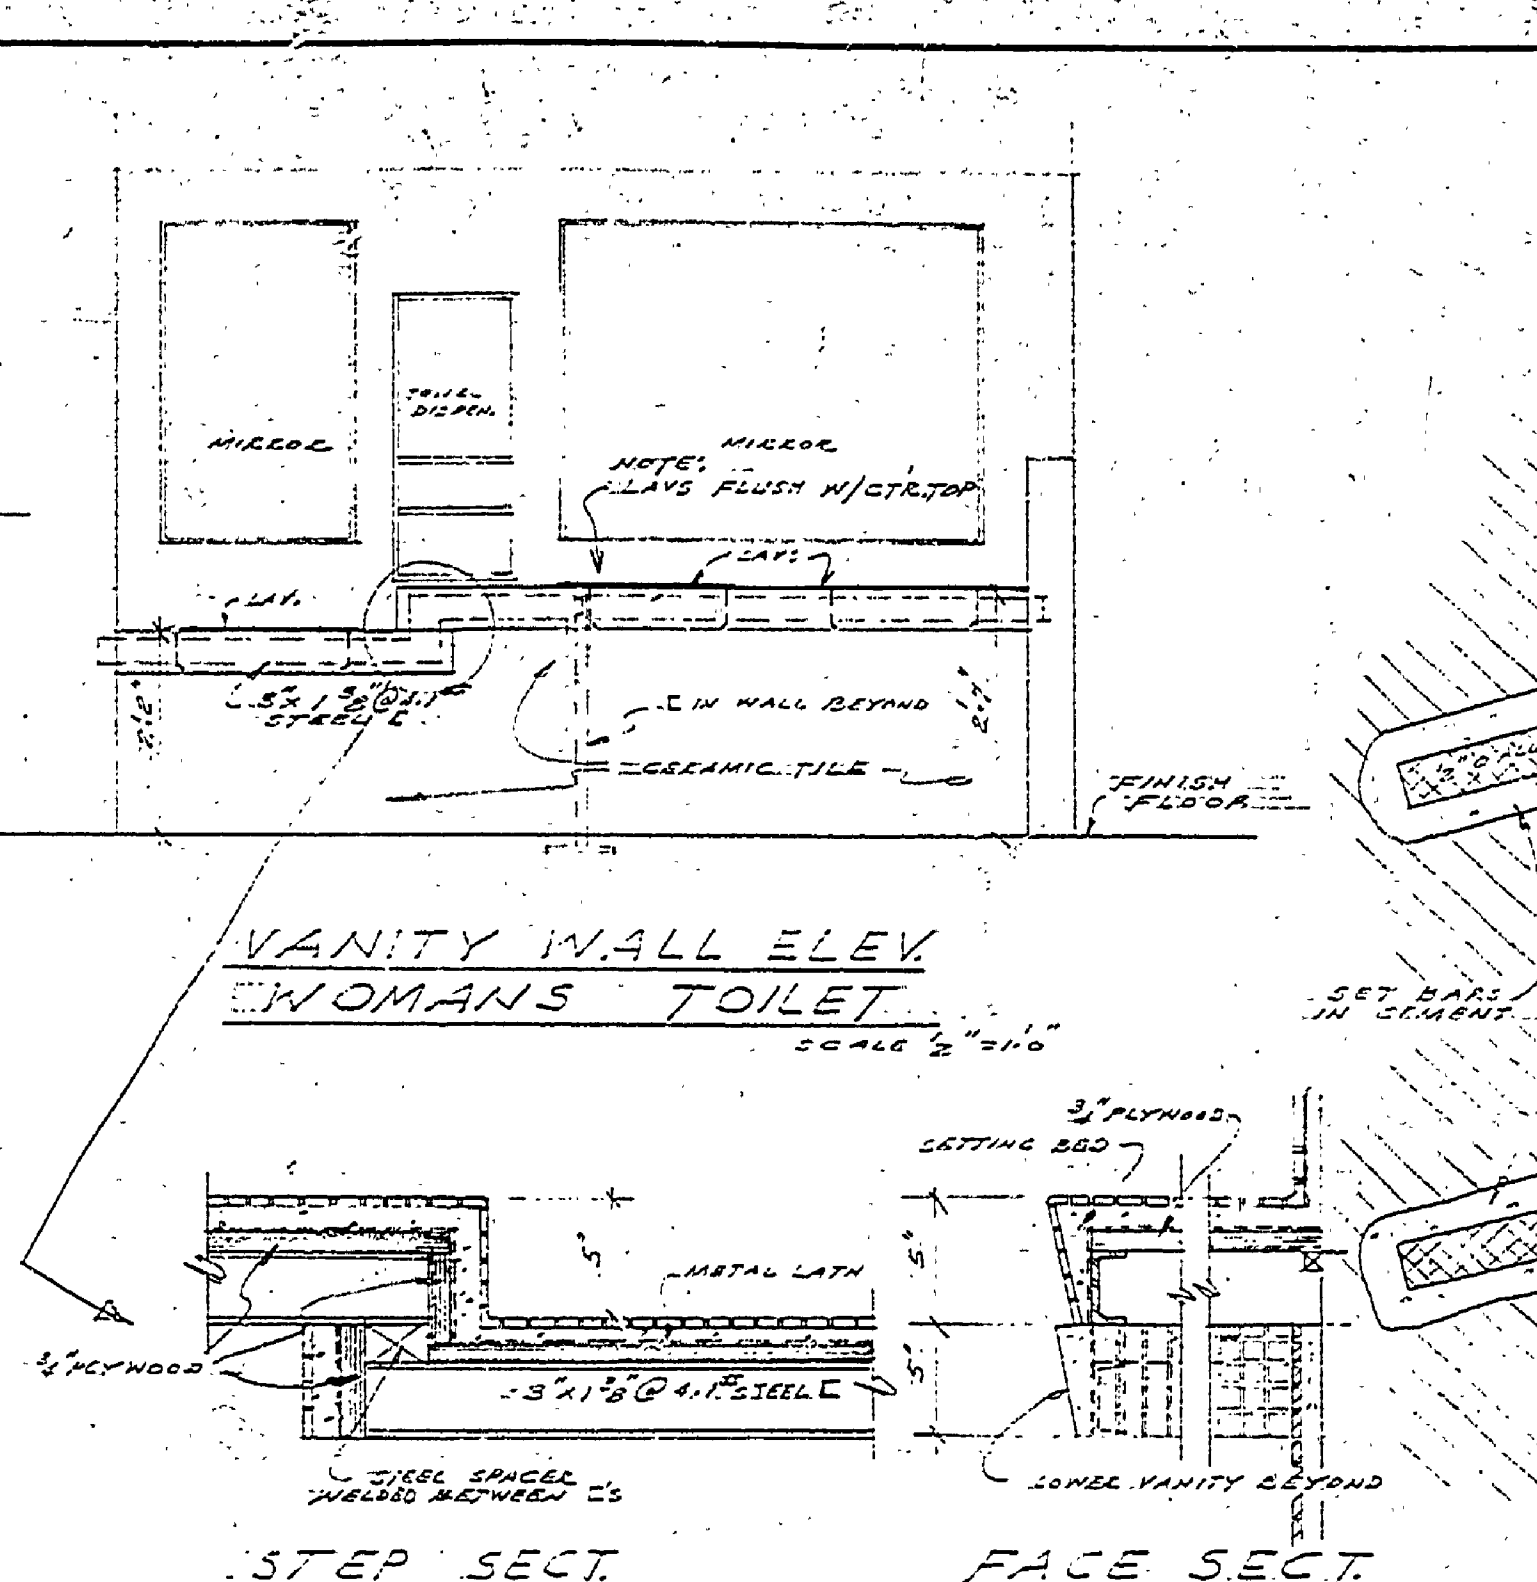 TOWEL
DISPEN.
MIRROR
MIRROR
NOTE:
LAVS FLUSH W/CTR.TOP
LAVS
LAV.
3" x 1 3/8" @ 4.1
STEEL [
2'-2"
[ IN WALL BEYOND
2'-7"
CERAMIC TILE
FINISH
FLOOR
VANITY WALL ELEV.
WOMANS TOILET
SCALE 1/2" = 1'-0"
SET BARS
IN CEMENT
3/4" PLYWOOD
SETTING BED
5"
METAL LATH
5"
3/4" PLYWOOD
3" x 1 3/8" @ 4.1# STEEL [
5"
STEEL SPACER
WELDED BETWEEN ['S
LOWER VANITY BEYOND
STEP SECT.
FACE SECT.